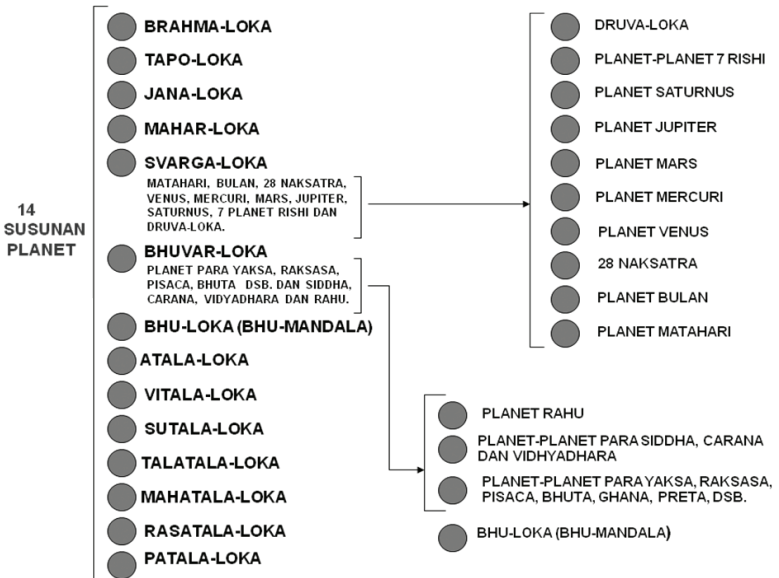 14
SUSUNAN
PLANET
BRAHMA-LOKA
TAPO-LOKA
JANA-LOKA
MAHAR-LOKA
SVARGA-LOKA
MATAHARI, BULAN, 28 NAKSATRA,
VENUS, MERCURI, MARS, JUPITER,
SATURNUS, 7 PLANET RISHI DAN
DRUVA-LOKA.
BHUVAR-LOKA
PLANET PARA YAKSA, RAKSASA,
PISACA, BHUTA DSB. DAN SIDDHA,
CARANA, VIDYADHARA DAN RAHU.
BHU-LOKA (BHU-MANDALA)
ATALA-LOKA
VITALA-LOKA
SUTALA-LOKA
TALATALA-LOKA
MAHATALA-LOKA
RASATALA-LOKA
PATALA-LOKA
DRUVA-LOKA
PLANET-PLANET 7 RISHI
PLANET SATURNUS
PLANET JUPITER
PLANET MARS
PLANET MERCURI
PLANET VENUS
28 NAKSATRA
PLANET BULAN
PLANET MATAHARI
PLANET RAHU
PLANET-PLANET PARA SIDDHA, CARANA
DAN VIDHYADHARA
PLANET-PLANET PARA YAKSA, RAKSASA,
PISACA, BHUTA, GHANA, PRETA, DSB.
BHU-LOKA (BHU-MANDALA)